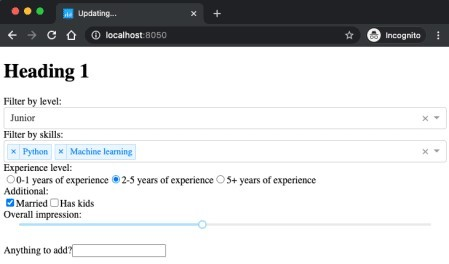 Updating...
localhost:8050
Incognito
Heading 1
Filter by level:
Junior
Filter by skills:
Python Machine learning
Experience level:
0-1 years of experience 2-5 years of experience 5+ years of experience
Additional:
Married Has kids
Overall impression:
Anything to add?